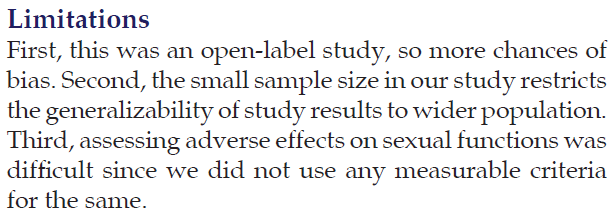 Limitations
First, this was an open-label study, so more chances of
bias. Second, the small sample size in our study restricts
the generalizability of study results to wider population.
Third, assessing adverse effects on sexual functions was
difficult since we did not use any measurable criteria
for the same.